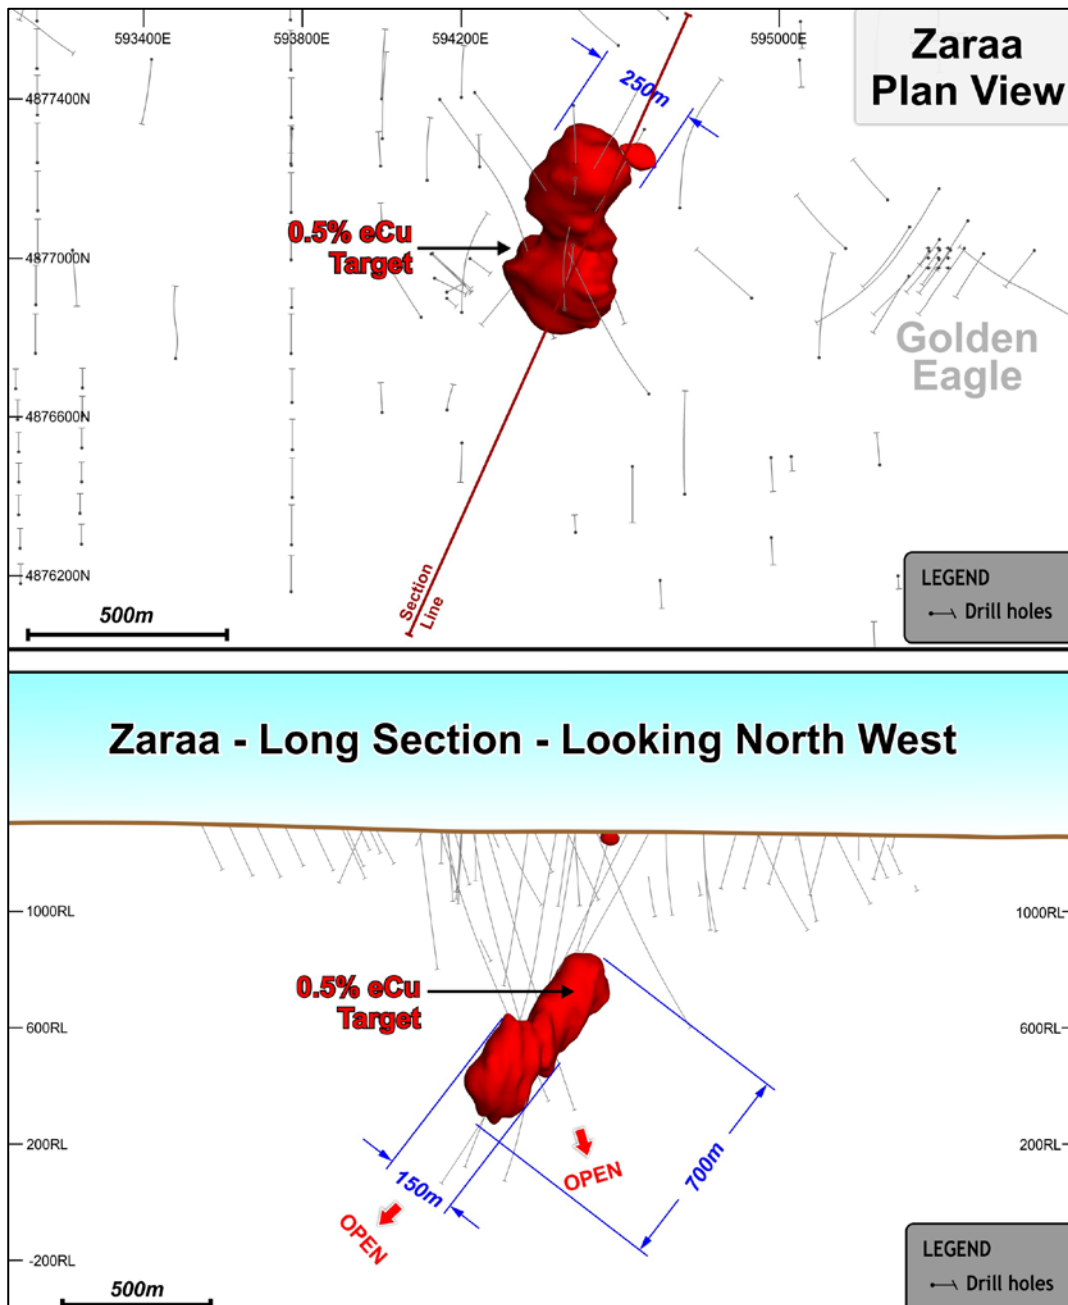 593400E
593800E
594200E
595000E
Zaraa
Plan View
4877400N
250m
0.5% eCu
Target
4877000N
Golden
Eagle
4876600N
4876200N
Section
Line
500m
LEGEND
Drill holes
Zaraa - Long Section - Looking North West
1000RL
1000RL
0.5% eCu
Target
600RL
600RL
200RL
200RL
150m
OPEN
700m
OPEN
-200RL
500m
LEGEND
Drill holes